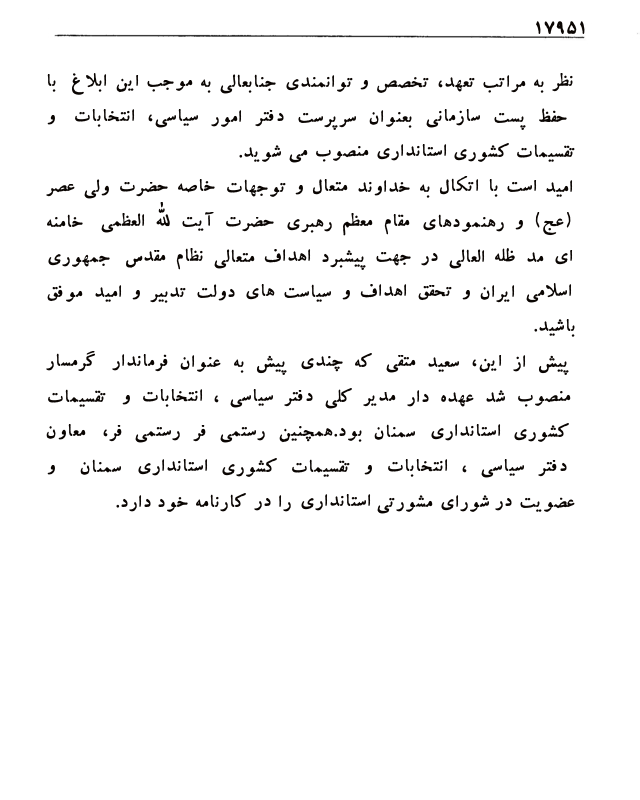 ۱۷۹۵۱
نظر به مراتب تعهد، تخصص و توانمندی جنابعالی به موجب این ابلاغ با
حفظ پست سازمانی بعنوان سرپرست دفتر امور سیاسی، انتخابات و
تقسیمات کشوری استانداری منصوب می شوید.
امید است با اتکال به خداوند متعال و توجهات خاصه حضرت ولی عصر
(عج) و رهنمودهای مقام معظم رهبری حضرت آیت الله العظمی خامنه
ای مد ظله العالی در جهت پیشبرد اهداف متعالی نظام مقدس جمهوری
اسلامی ایران و تحقق اهداف و سیاست های دولت تدبیر و امید موفق
باشید.
پیش از این، سعید متقی که چندی پیش به عنوان فرماندار گرمسار
منصوب شد عهده دار مدیر کلی دفتر سیاسی ، انتخابات و تقسیمات
کشوری استانداری سمنان بود.همچنین رستمی فر رستمی فر، معاون
دفتر سیاسی ، انتخابات و تقسیمات کشوری استانداری سمنان و
عضویت در شورای مشورتی استانداری را در کارنامه خود دارد.